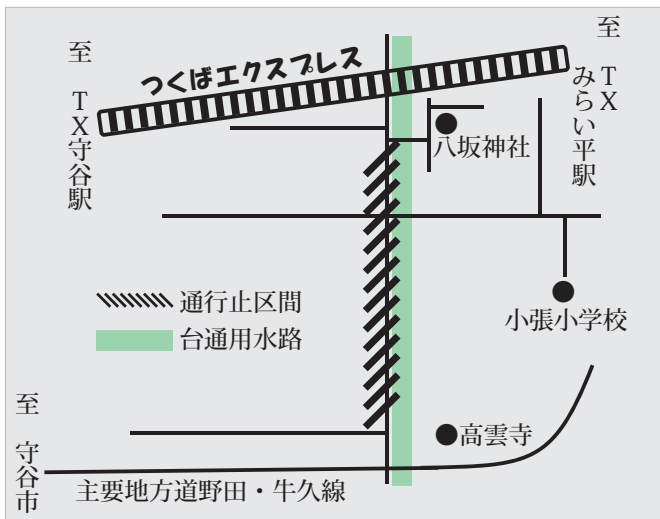 至 TX守谷駅
つくばエクスプレス
至 TXみらい平駅
八坂神社
通行止区間
台通用水路
小張小学校
至 守谷市
高雲寺
主要地方道野田・牛久線